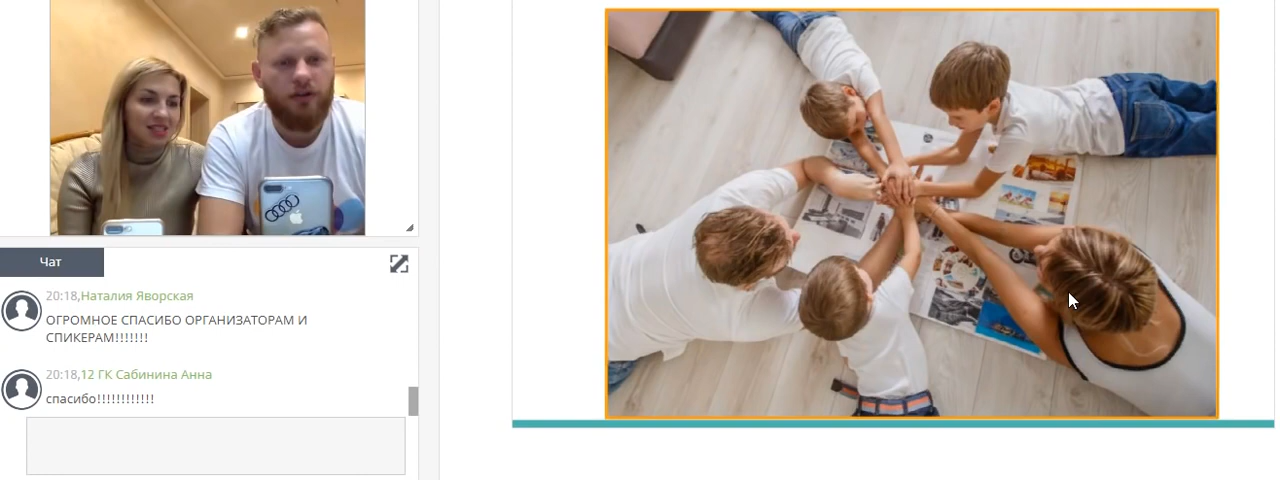 Чат
20:18,Наталия Яворская
ОГРОМНОЕ СПАСИБО ОРГАНИЗАТОРАМ И
СПИКЕРАМ!!!!!!!
20:18,12 ГК Сабинина Анна
спасибо!!!!!!!!!!!!